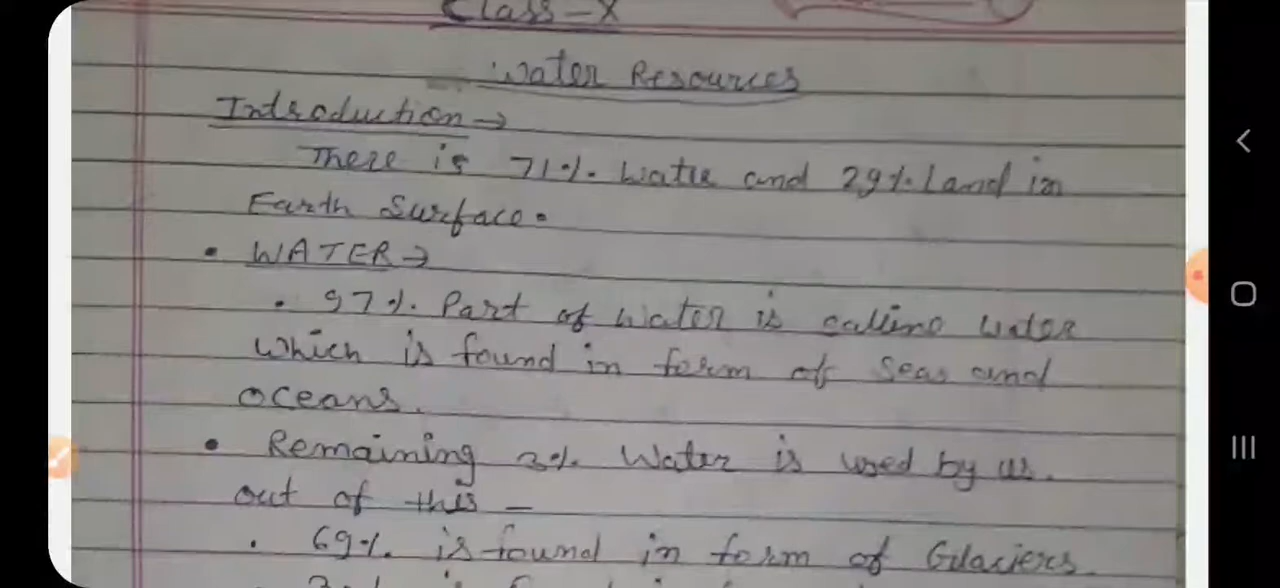 Class-X
Water Resources
Introduction →
There is 71% water and 29% land in
Earth Surface.
• WATER →
• 97% Part of water is saline water
which is found in form of Seas and
Oceans.
• Remaining 3% Water is used by us.
out of this –
• 69% is found in form of Glaciers.